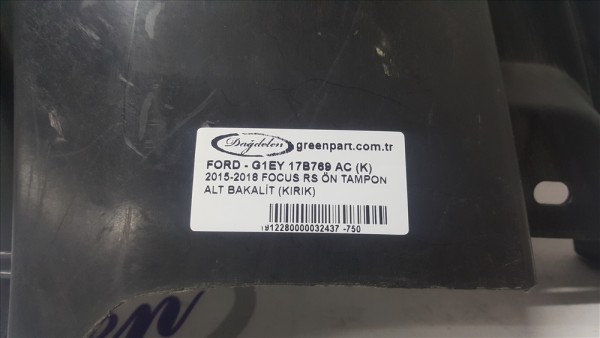 Dağdelen
greenpart.com.tr
FORD - G1EY 17B769 AC (K)
2015-2018 FOCUS RS ÖN TAMPON
ALT BAKALİT (KIRIK)
1912280000032437 -750
en